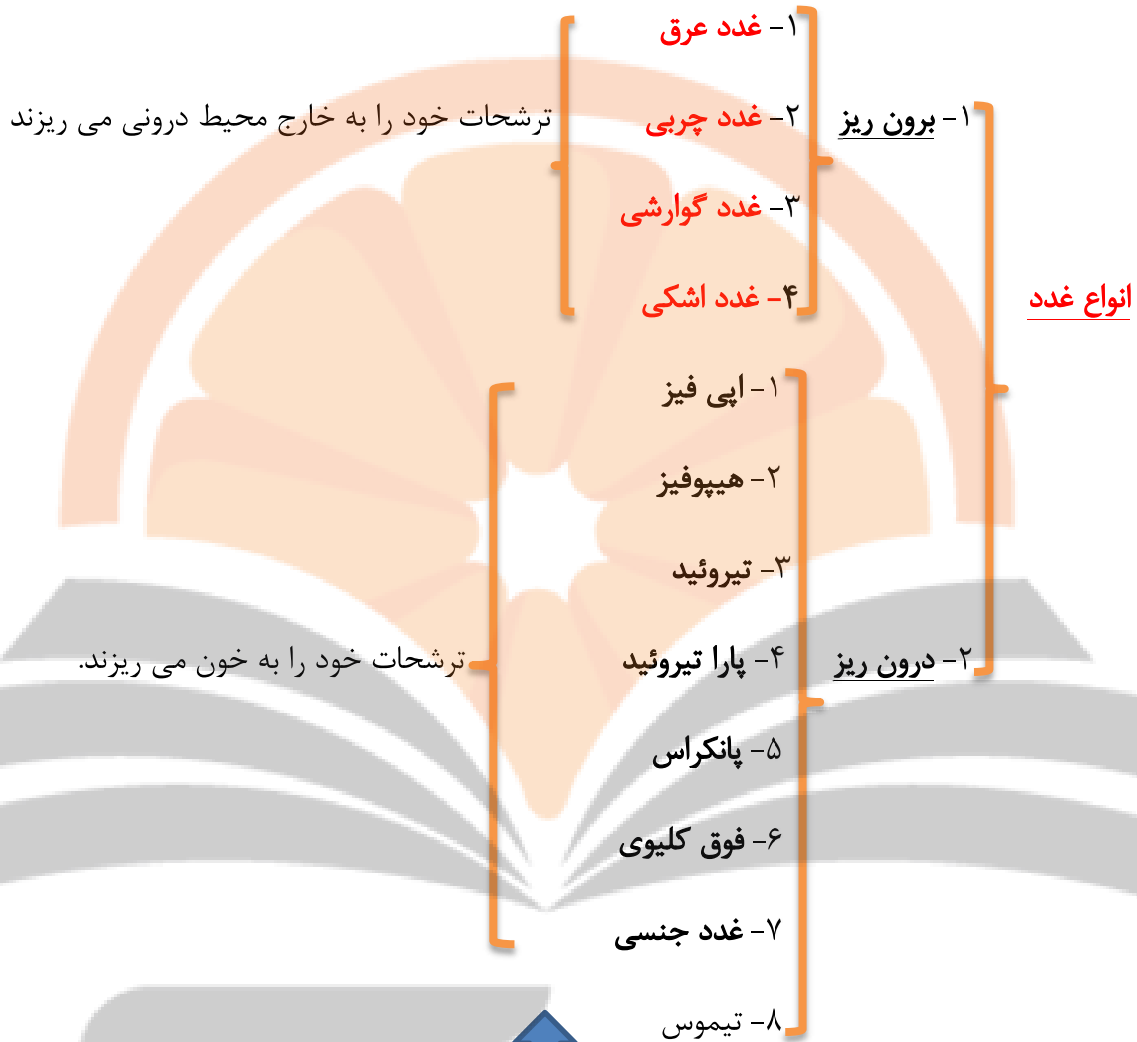 ۱- غدد عرق
۱- برون ریز ۲- غدد چربی ترشحات خود را به خارج محیط درونی می ریزند
۳- غدد گوارشی
انواع غدد ۴- غدد اشکی
۱- اپی فیز
۲- هیپوفیز
۳- تیروئید
۲- درون ریز ۴- پارا تیروئید ترشحات خود را به خون می ریزند.
۵- پانکراس
۶- فوق کلیوی
۷- غدد جنسی
۸- تیموس